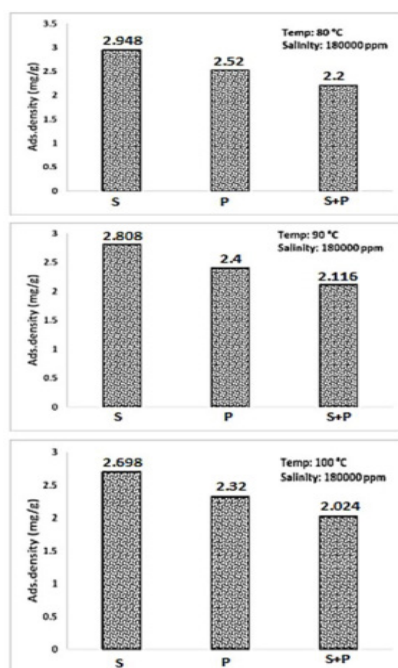 Ads.density (mg/g)
3.5
3
2.5
2
1.5
1
0.5
0
2.948
2.52
2.2
Temp: 80 °C
Salinity: 180000 ppm
S
P
S+P
Ads.density (mg/g)
3
2.5
2
1.5
1
0.5
0
2.808
2.4
2.116
Temp: 90 °C
Salinity: 180000 ppm
S
P
S+P
Ads.density (mg/g)
3
2.5
2
1.5
1
0.5
0
2.698
2.32
2.024
Temp: 100 °C
Salinity: 180000 ppm
S
P
S+P